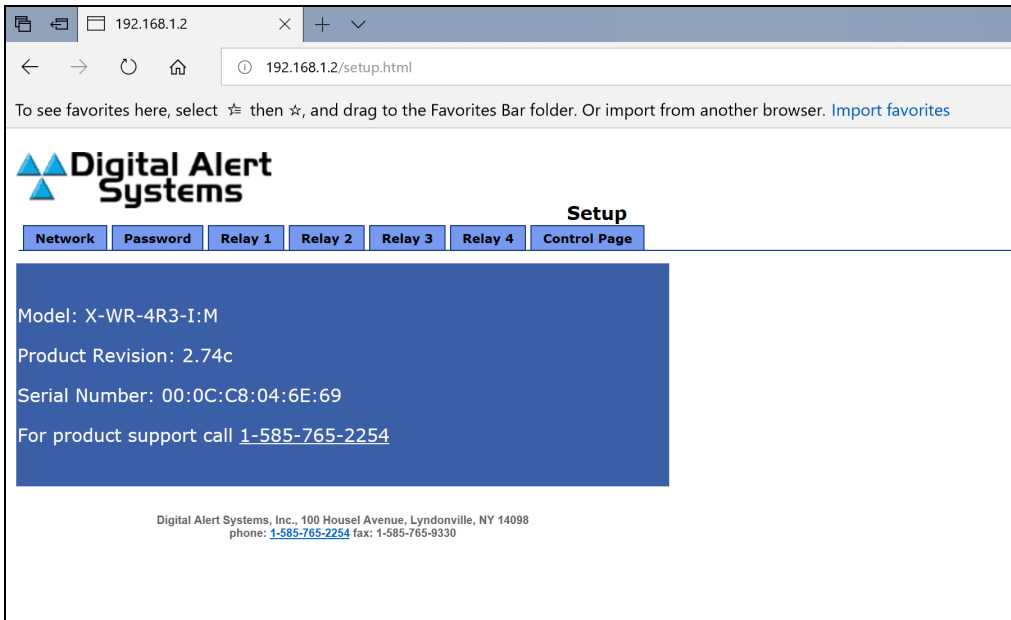 192.168.1.2
192.168.1.2/setup.html
To see favorites here, select then , and drag to the Favorites Bar folder. Or import from another browser. Import favorites
Digital Alert
Systems
Setup
Network Password Relay 1 Relay 2 Relay 3 Relay 4 Control Page
Model: X-WR-4R3-I:M
Product Revision: 2.74c
Serial Number: 00:0C:C8:04:6E:69
For product support call 1-585-765-2254
Digital Alert Systems, Inc., 100 Housel Avenue, Lyndonville, NY 14098
phone: 1-585-765-2254 fax: 1-585-765-9330